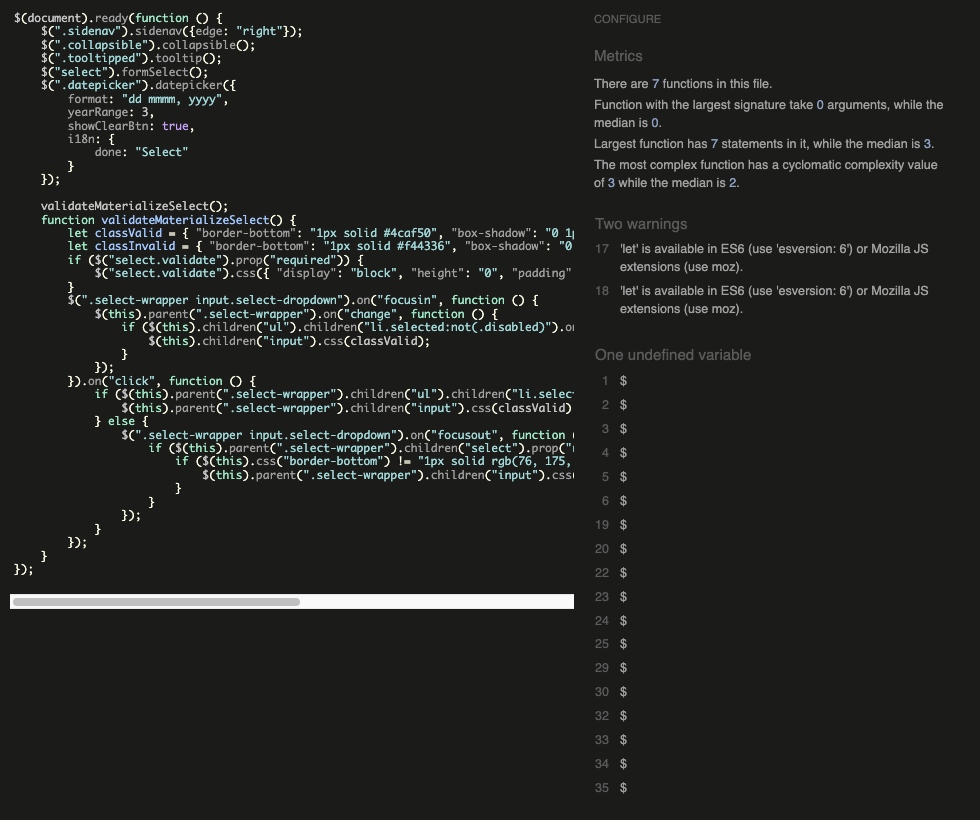 $(document).ready(function () {
    $(".sidenav").sidenav({edge: "right"});
    $(".collapsible").collapsible();
    $(".tooltipped").tooltip();
    $("select").formSelect();
    $(".datepicker").datepicker({
        format: "dd mmmm, yyyy",
        yearRange: 3,
        showClearBtn: true,
        i18n: {
            done: "Select"
        }
    });

    validateMaterializeSelect();
    function validateMaterializeSelect() {
        let classValid = { "border-bottom": "1px solid #4caf50", "box-shadow": "0 1p
        let classInvalid = { "border-bottom": "1px solid #f44336", "box-shadow": "0
        if ($("select.validate").prop("required")) {
            $("select.validate").css({ "display": "block", "height": "0", "padding"
        }
        $(".select-wrapper input.select-dropdown").on("focusin", function () {
            $(this).parent(".select-wrapper").on("change", function () {
                if ($(this).children("ul").children("li.selected:not(.disabled)").on
                    $(this).children("input").css(classValid);
                }
            });
        }).on("click", function () {
            if ($(this).parent(".select-wrapper").children("ul").children("li.selec
                $(this).parent(".select-wrapper").children("input").css(classValid)
            } else {
                $(".select-wrapper input.select-dropdown").on("focusout", function
                    if ($(this).parent(".select-wrapper").children("select").prop("
                        if ($(this).css("border-bottom") != "1px solid rgb(76, 175,
                            $(this).parent(".select-wrapper").children("input").css
                        }
                    }
                });
            }
        });
    }
});
CONFIGURE
Metrics
There are 7 functions in this file.
Function with the largest signature take 0 arguments, while the
median is 0.
Largest function has 7 statements in it, while the median is 3.
The most complex function has a cyclomatic complexity value
of 3 while the median is 2.
Two warnings
17 'let' is available in ES6 (use 'esversion: 6') or Mozilla JS
extensions (use moz).
18 'let' is available in ES6 (use 'esversion: 6') or Mozilla JS
extensions (use moz).
One undefined variable
1 $
2 $
3 $
4 $
5 $
6 $
19 $
20 $
22 $
23 $
24 $
25 $
29 $
30 $
32 $
33 $
34 $
35 $